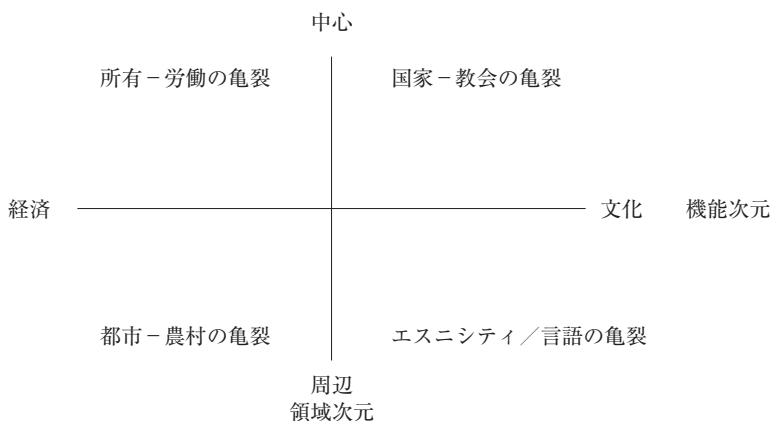 中心
所有－労働の亀裂
国家－教会の亀裂
経済
文化
機能次元
都市－農村の亀裂
エスニシティ／言語の亀裂
周辺
領域次元